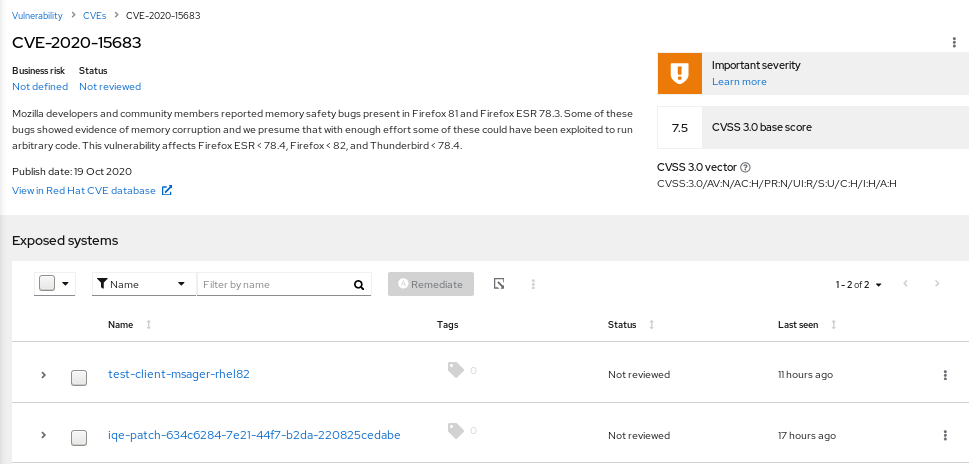 Vulnerability > CVEs > CVE-2020-15683
CVE-2020-15683
Business risk Status
Not defined Not reviewed
Mozilla developers and community members reported memory safety bugs present in Firefox 81 and Firefox ESR 78.3. Some of these
bugs showed evidence of memory corruption and we presume that with enough effort some of these could have been exploited to run
arbitrary code. This vulnerability affects Firefox ESR < 78.4, Firefox < 82, and Thunderbird < 78.4.
Publish date: 19 Oct 2020
View in Red Hat CVE database
Important severity
Learn more
7.5 CVSS 3.0 base score
CVSS 3.0 vector
CVSS:3.0/AV:N/AC:H/PR:N/UI:R/S:U/C:H/I:H/A:H
Exposed systems
Name Filter by name Remediate 1 - 2 of 2
Name Tags Status Last seen
test-client-msager-rhel82 0 Not reviewed 11 hours ago
iqe-patch-634c6284-7e21-44f7-b2da-220825cedabe 0 Not reviewed 17 hours ago